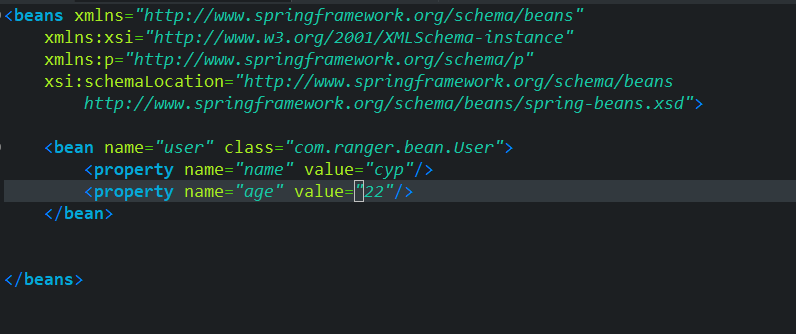 <beans xmlns="http://www.springframework.org/schema/beans"
xmlns:xsi="http://www.w3.org/2001/XMLSchema-instance"
xmlns:p="http://www.springframework.org/schema/p"
xsi:schemaLocation="http://www.springframework.org/schema/beans
http://www.springframework.org/schema/beans/spring-beans.xsd">
<bean name="user" class="com.ranger.bean.User">
<property name="name" value="cyp"/>
<property name="age" value="22"/>
</bean>
</beans>